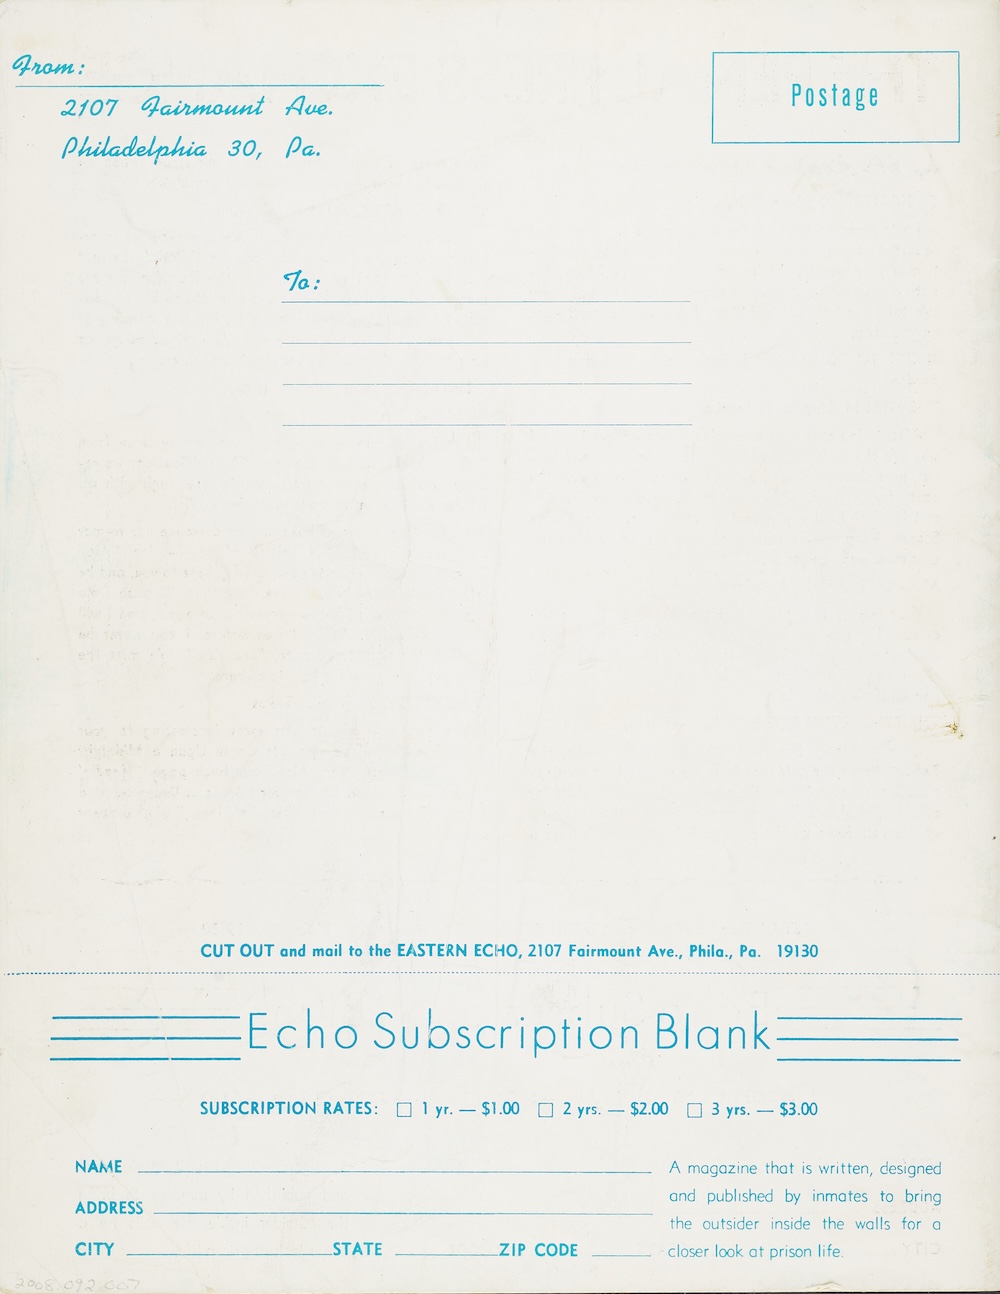 From:
2107 Fairmount Ave.
Philadelphia 30, Pa.
Postage
To:
CUT OUT and mail to the EASTERN ECHO, 2107 Fairmount Ave., Phila., Pa. 19130
Echo Subscription Blank
SUBSCRIPTION RATES: ☐ 1 yr. — $1.00 ☐ 2 yrs. — $2.00 ☐ 3 yrs. — $3.00
NAME
ADDRESS
CITY STATE ZIP CODE
A magazine that is written, designed
and published by inmates to bring
the outsider inside the walls for a
closer look at prison life.
2008.092.007